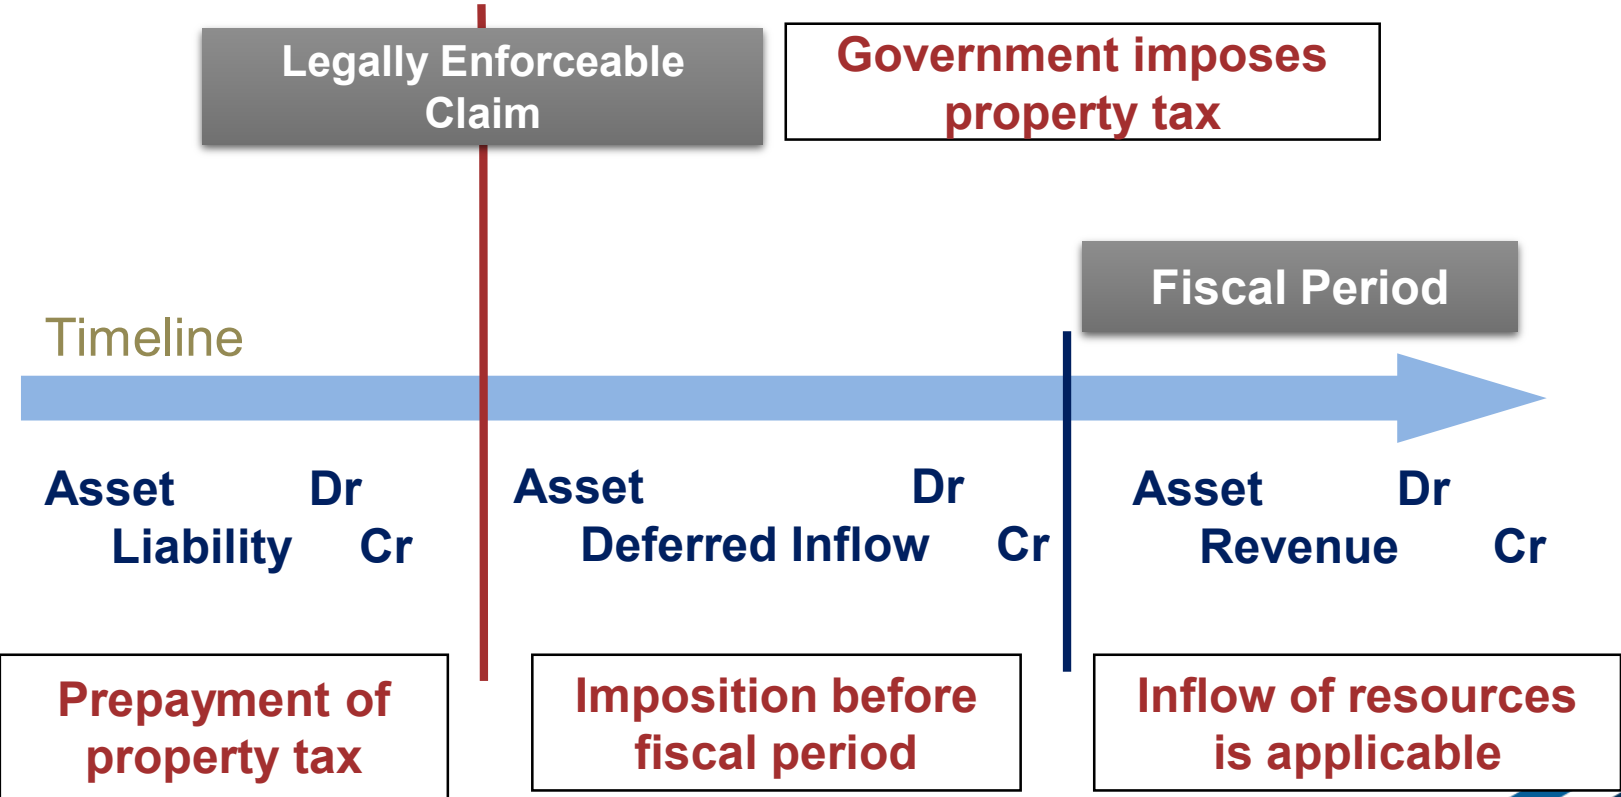 Legally Enforceable
Claim
Government imposes
property tax
Fiscal Period
Timeline
Asset Dr
Liability Cr
Asset Dr
Deferred Inflow Cr
Asset Dr
Revenue Cr
Prepayment of
property tax
Imposition before
fiscal period
Inflow of resources
is applicable